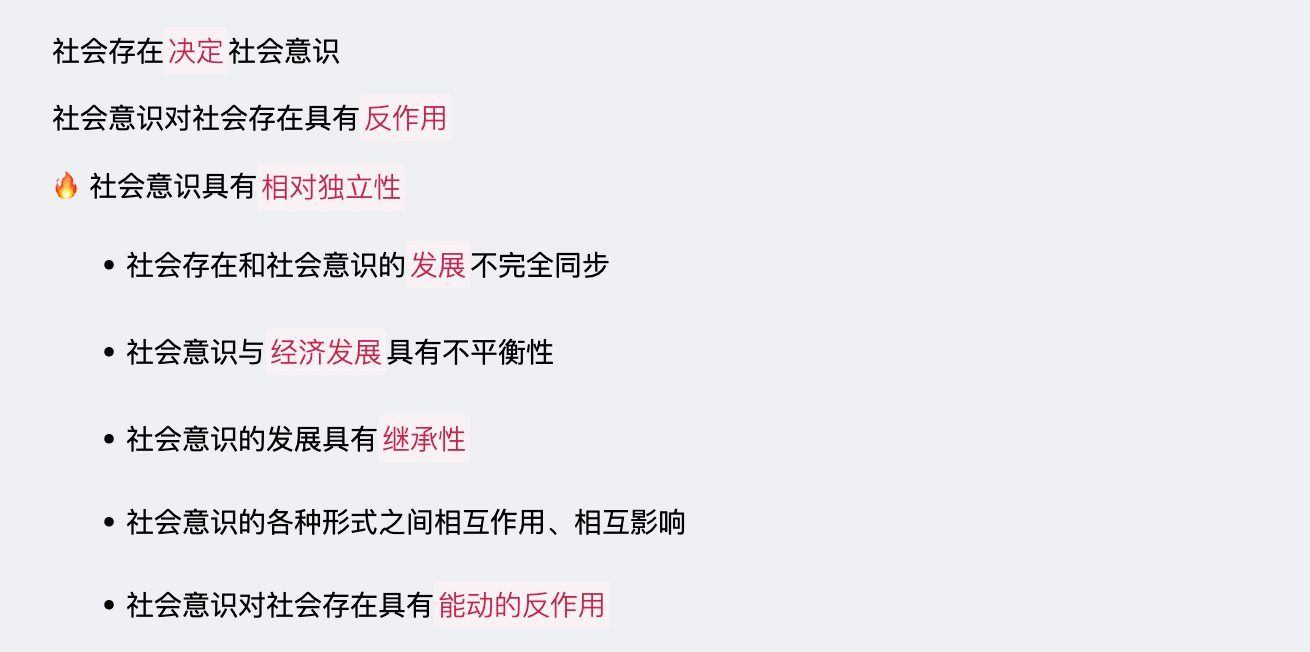 社会存在决定社会意识
社会意识对社会存在具有反作用
🔥 社会意识具有相对独立性
• 社会存在和社会意识的发展不完全同步
• 社会意识与经济发展具有不平衡性
• 社会意识的发展具有继承性
• 社会意识的各种形式之间相互作用、相互影响
• 社会意识对社会存在具有能动的反作用